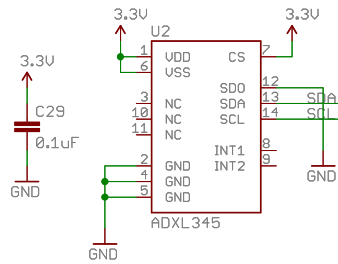 3.3V
3.3V
U2
1 VDD
6 VSS
CS 7
3.3V
SDO 12
SDA 13 SDA
SCL 14 SCL
3 NC
10 NC
11 NC
C29
0.1uF
INT1 8
INT2 9
2 GND
4 GND
5 GND
GND
GND
ADXL345
GND